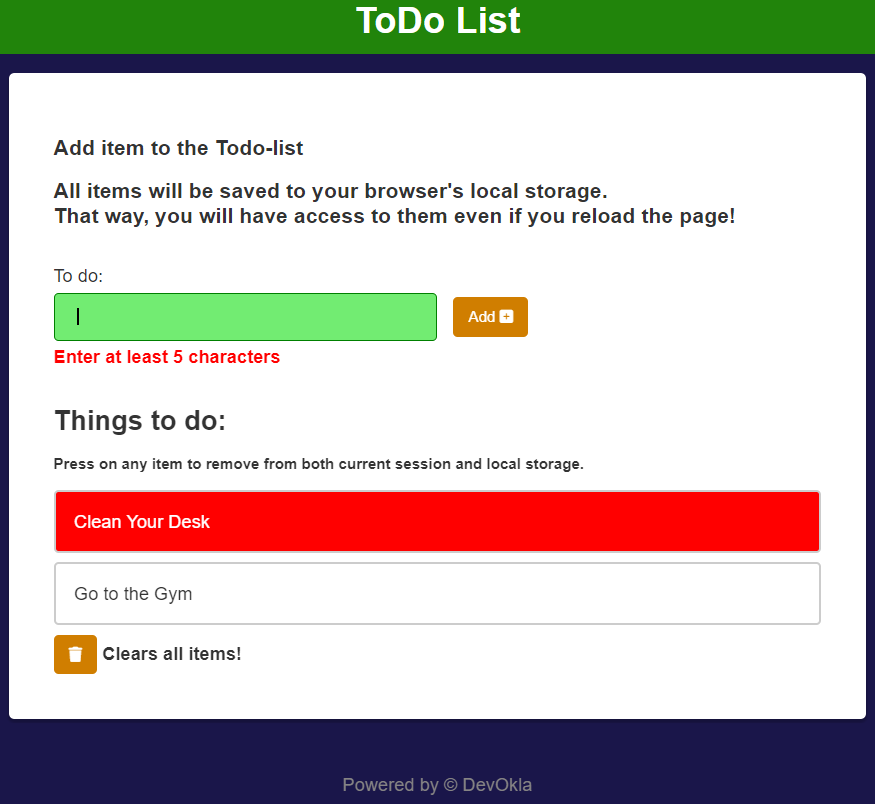 ToDo List
Add item to the Todo-list
All items will be saved to your browser's local storage.
That way, you will have access to them even if you reload the page!
To do:
Add
Enter at least 5 characters
Things to do:
Press on any item to remove from both current session and local storage.
Clean Your Desk
Go to the Gym
Clears all items!
Powered by © DevOkla